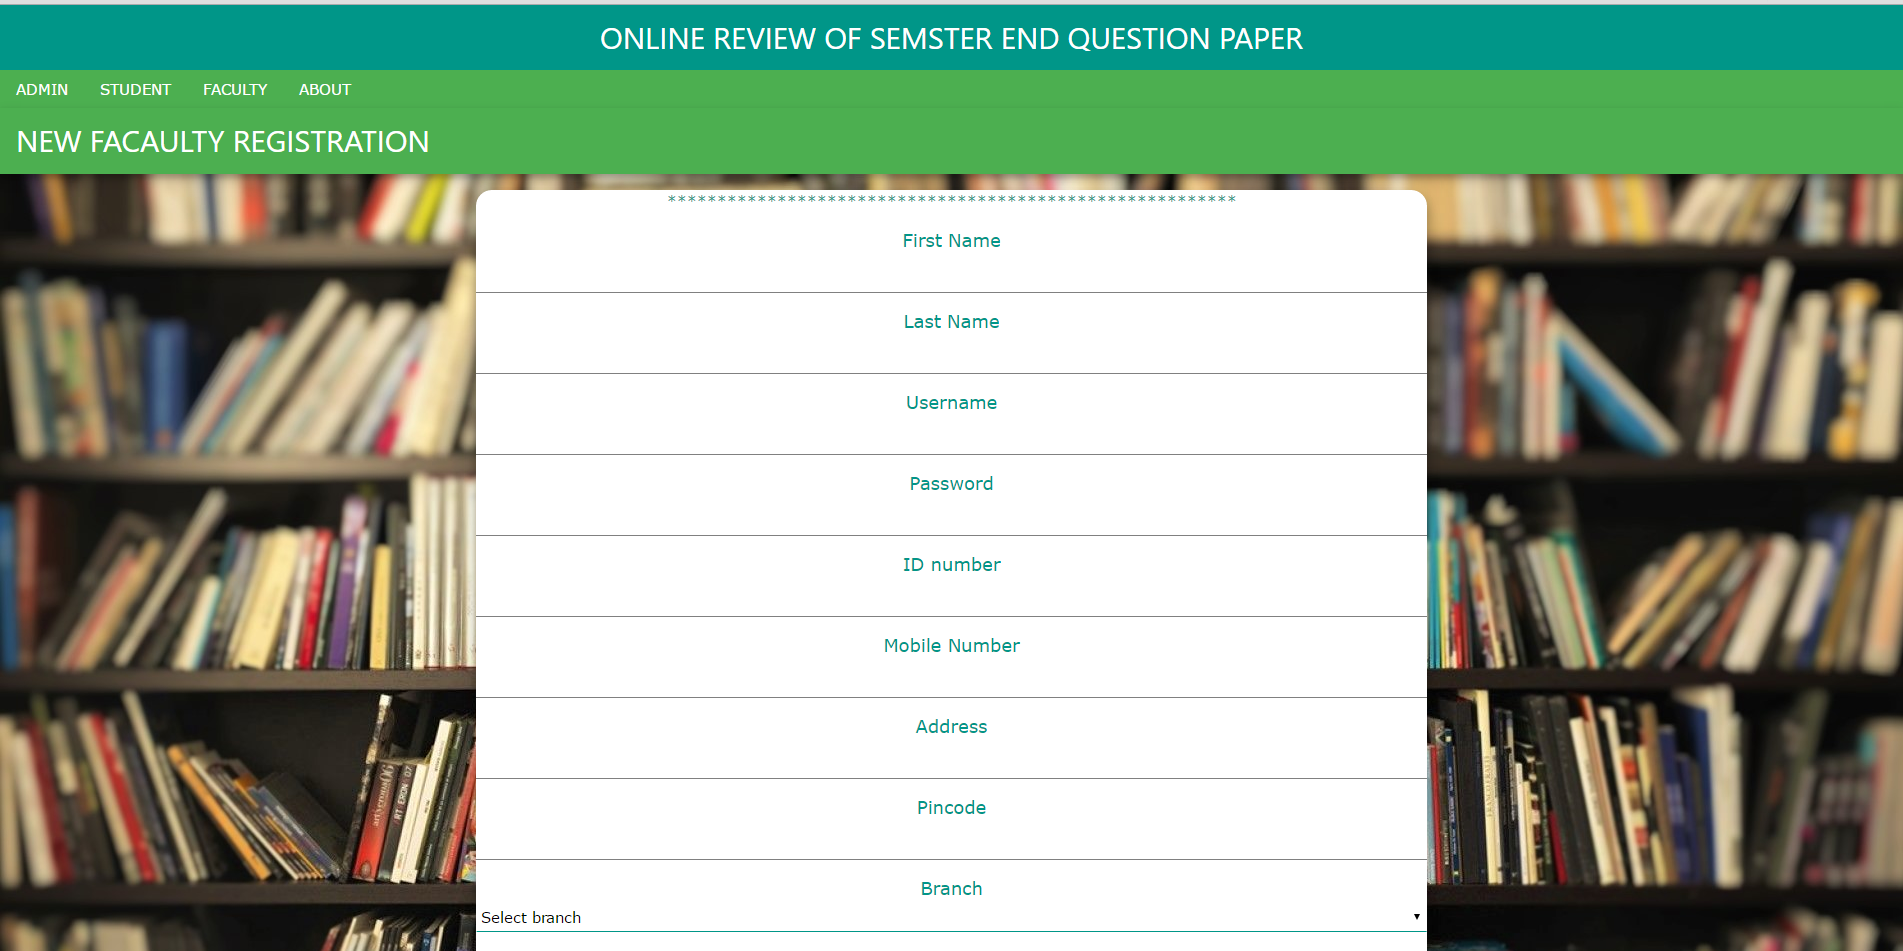 ONLINE REVIEW OF SEMSTER END QUESTION PAPER
ADMIN STUDENT FACULTY ABOUT
NEW FACAULTY REGISTRATION
*********************************************************
First Name
Last Name
Username
Password
ID number
Mobile Number
Address
Pincode
Branch
Select branch